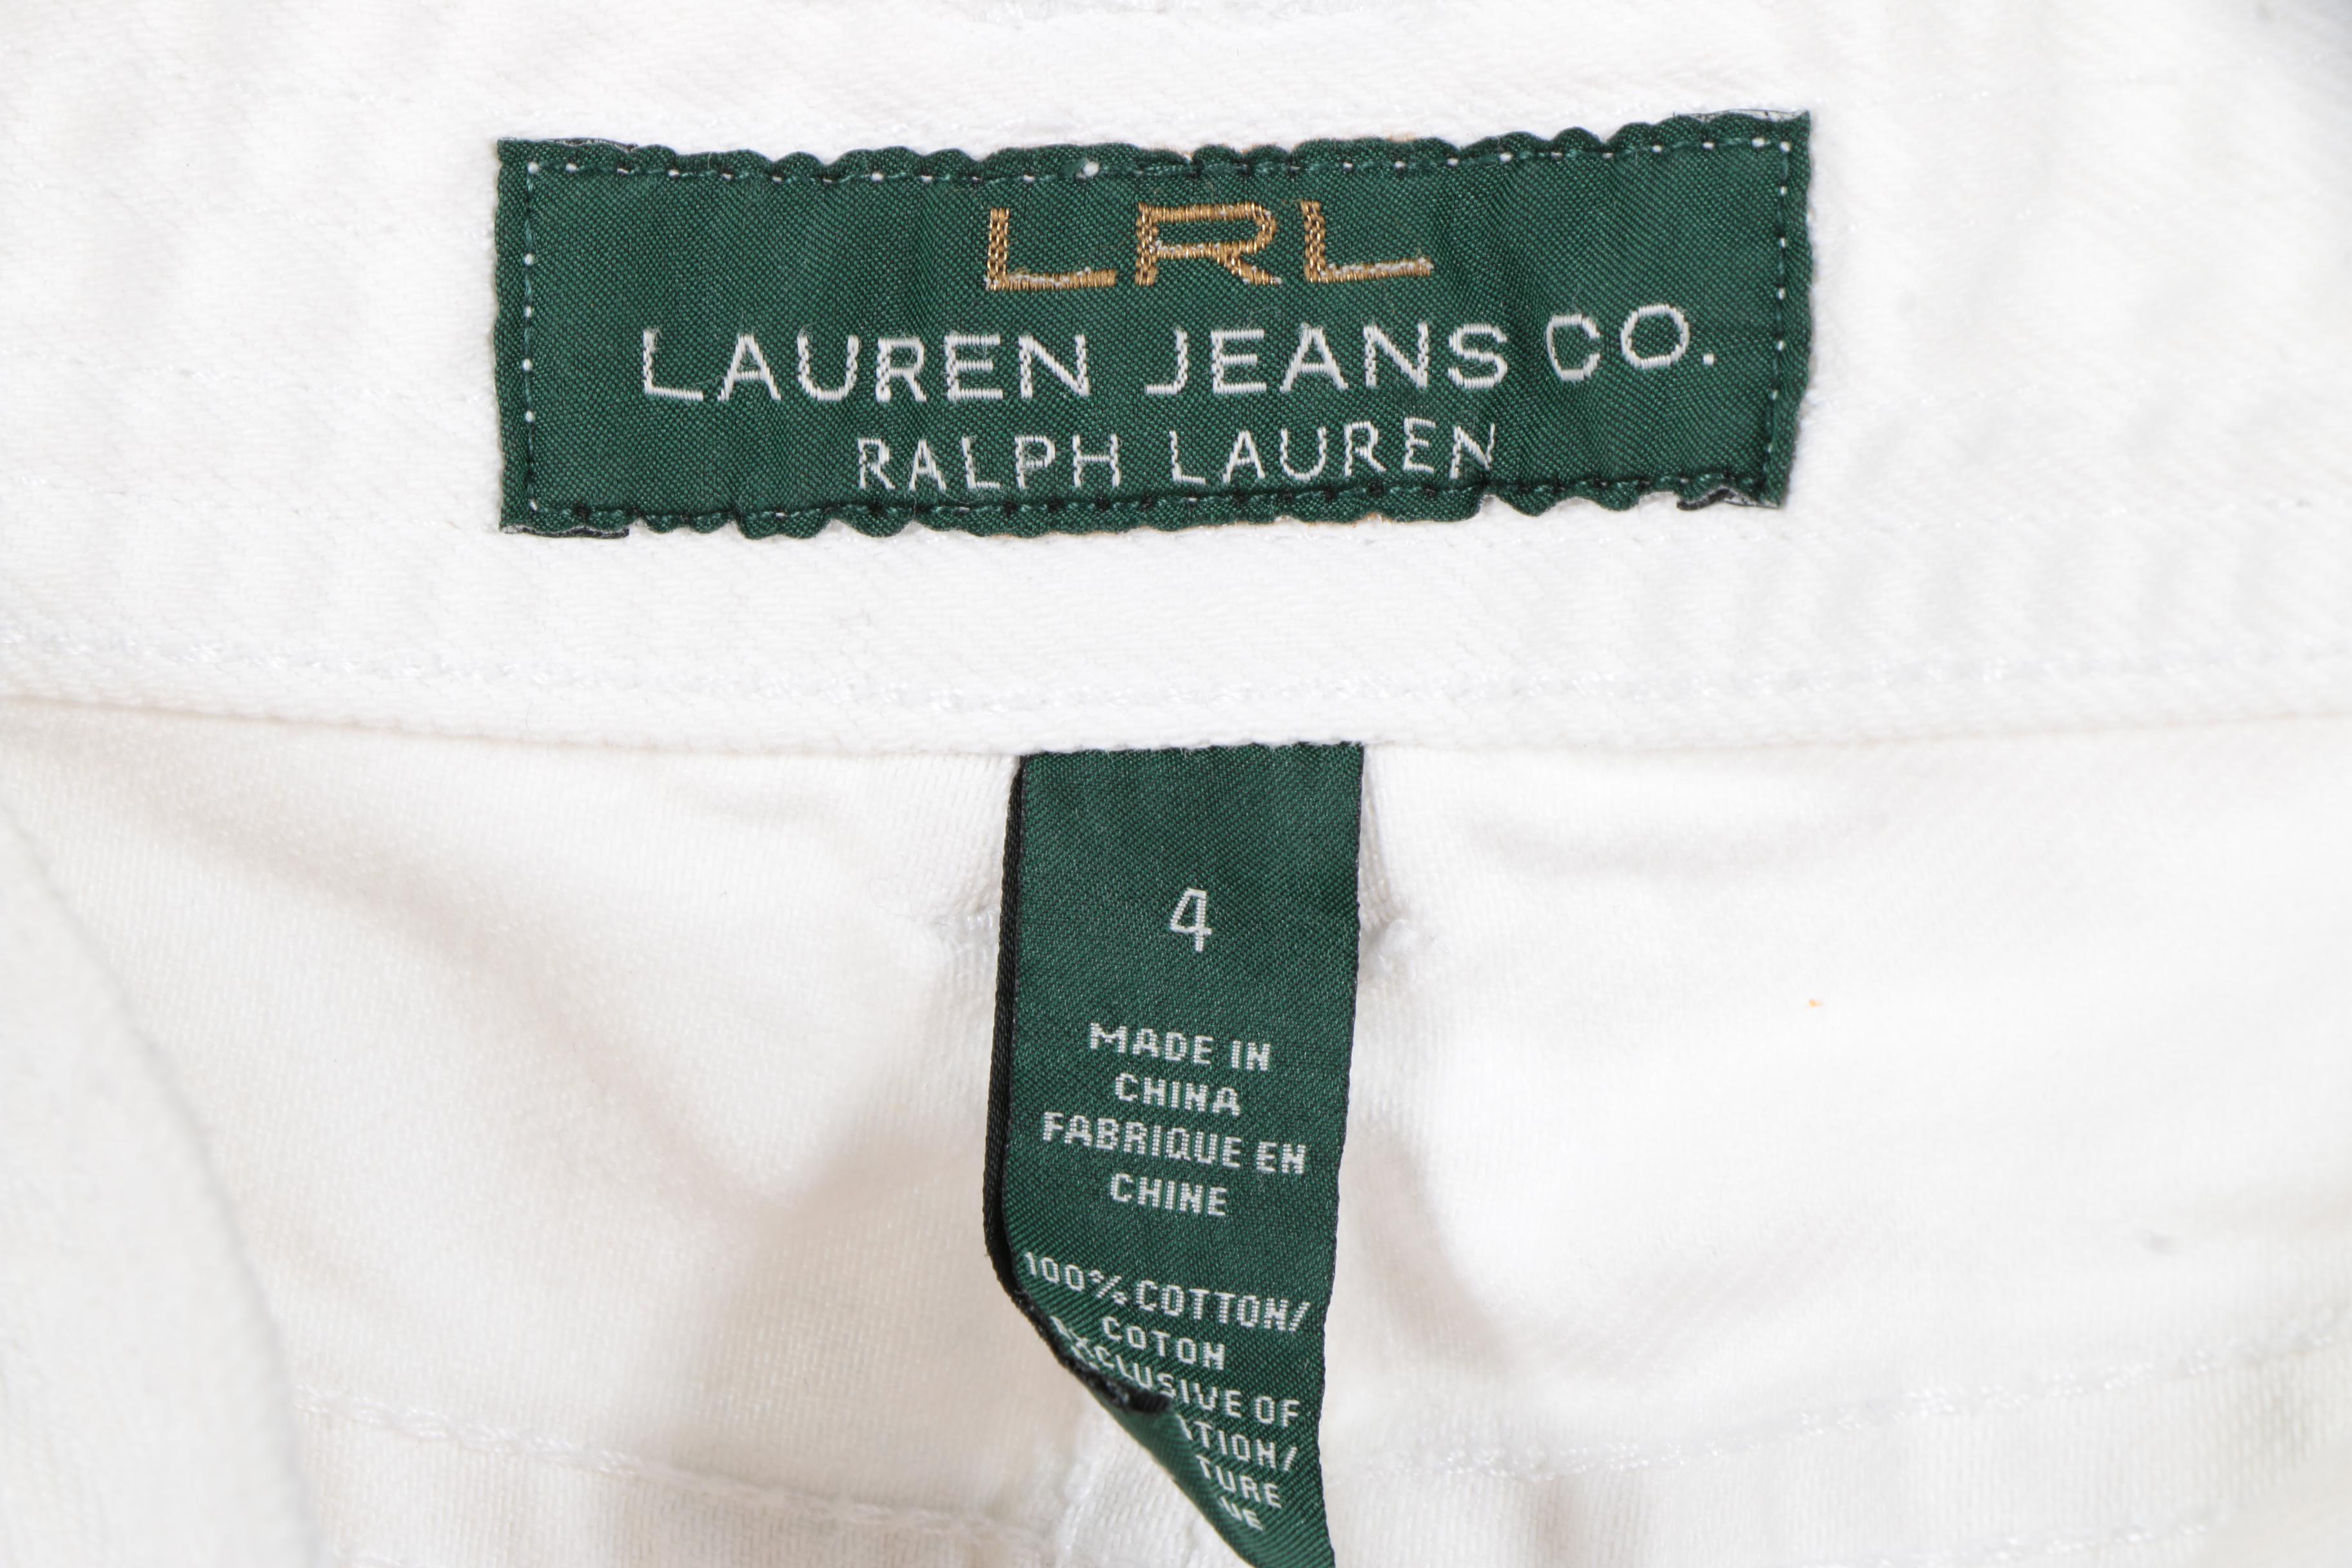 LRL
LAUREN JEANS CO.
RALPH LAUREN
4
MADE IN
CHINA
FABRIQUE EN
CHINE
100% COTTON/
COTON
EXCLUSIVE OF